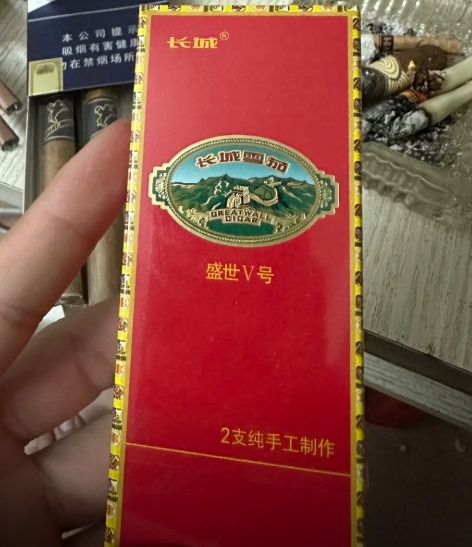 本公司提示
吸烟有害健康
勿在禁烟场所
长城®
长城雪茄
GREATWALL
CIGAR
盛世V号
2支纯手工制作